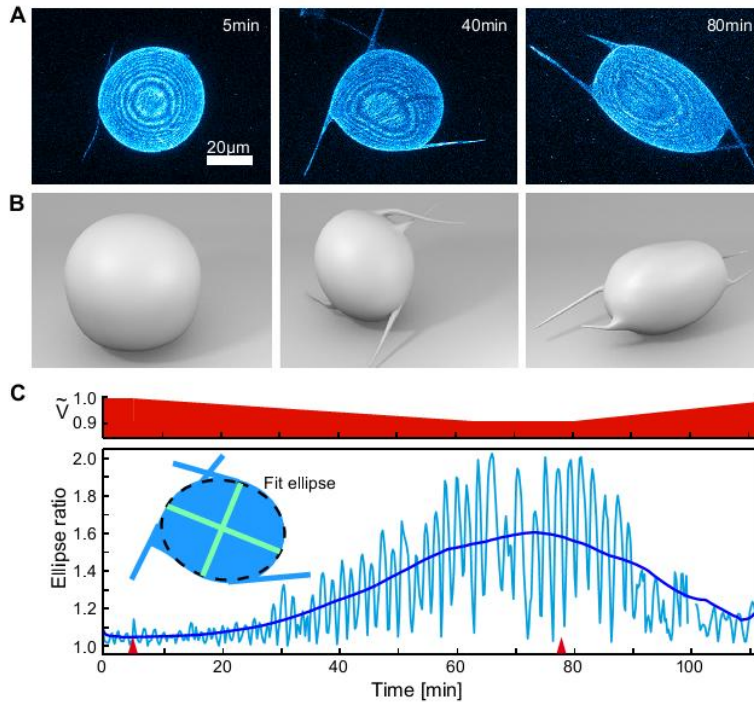 A
5min
40min
80min
20µm
B
C
Ṽ
1.0
0.9
2.0
1.8
1.6
1.4
1.2
1.0
Ellipse ratio
Fit ellipse
0 20 40 60 80 100
Time [min]